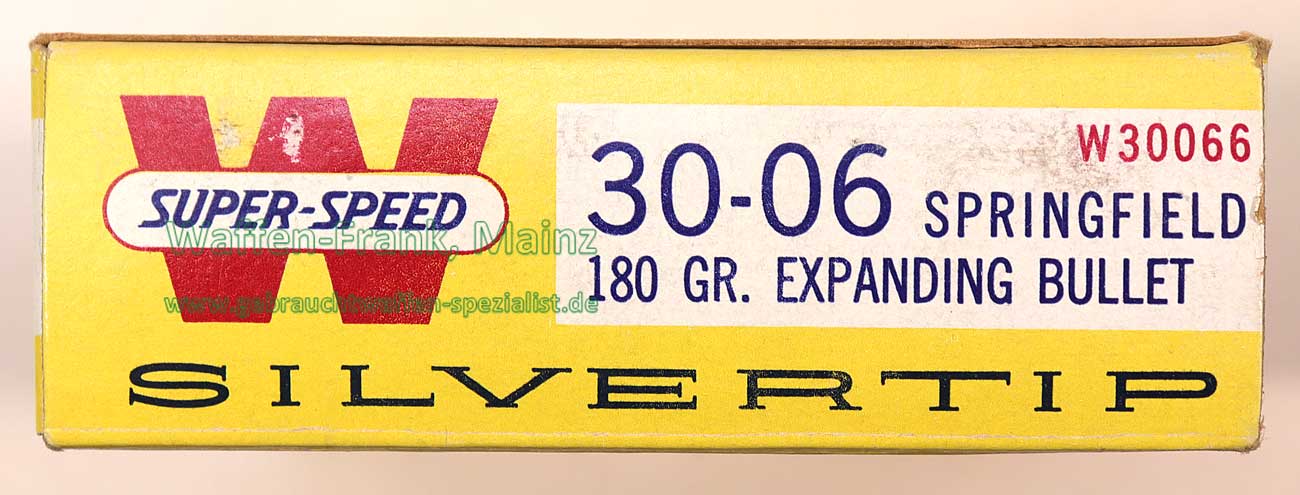 W
SUPER-SPEED
W30066
30-06 SPRINGFIELD
180 GR. EXPANDING BULLET
SILVERTIP
Waffen-Frank, Mainz
www.gebrauchtwaffen-spezialist.de